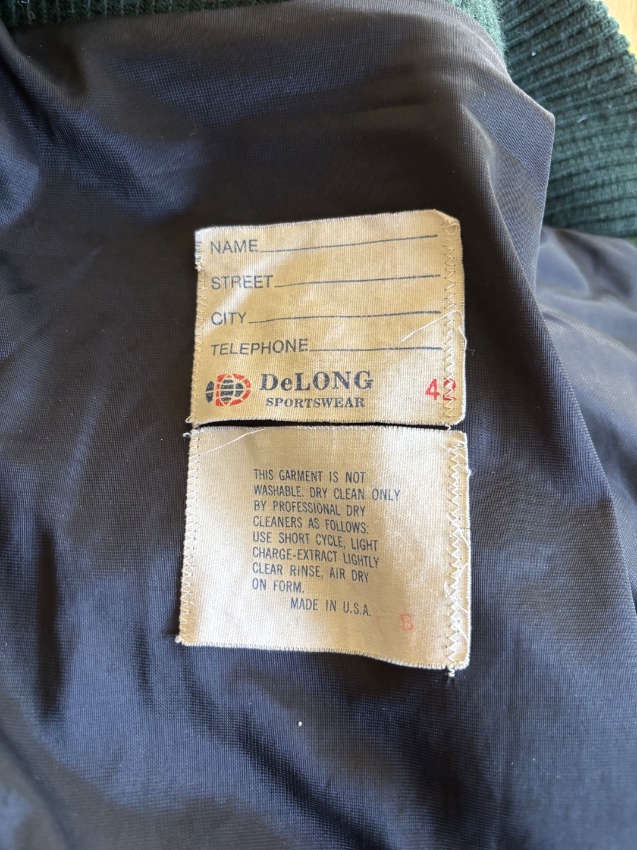 NAME
STREET
CITY
TELEPHONE
DeLONG 42
SPORTSWEAR
THIS GARMENT IS NOT
WASHABLE. DRY CLEAN ONLY
BY PROFESSIONAL DRY
CLEANERS AS FOLLOWS:
USE SHORT CYCLE, LIGHT
CHARGE-EXTRACT LIGHTLY
CLEAR RINSE, AIR DRY
ON FORM.
MADE IN U.S.A.